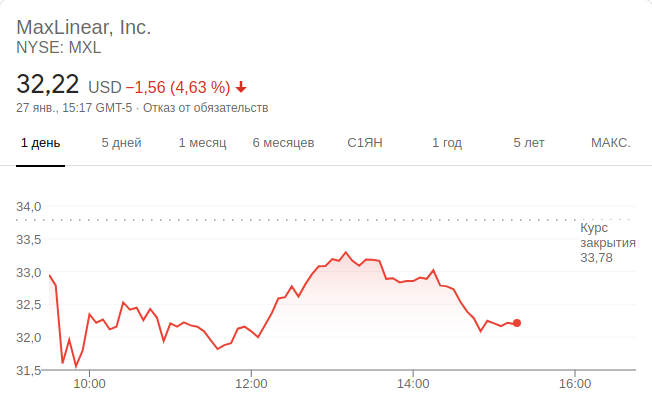 MaxLinear, Inc.
NYSE: MXL
32,22 USD −1,56 (4,63 %)
27 янв., 15:17 GMT-5 · Отказ от обязательств
1 день 5 дней 1 месяц 6 месяцев С1ЯН 1 год 5 лет МАКС.
34,0
Курс
закрытия
33,78
33,5
33,0
32,5
32,0
31,5
10:00 12:00 14:00 16:00